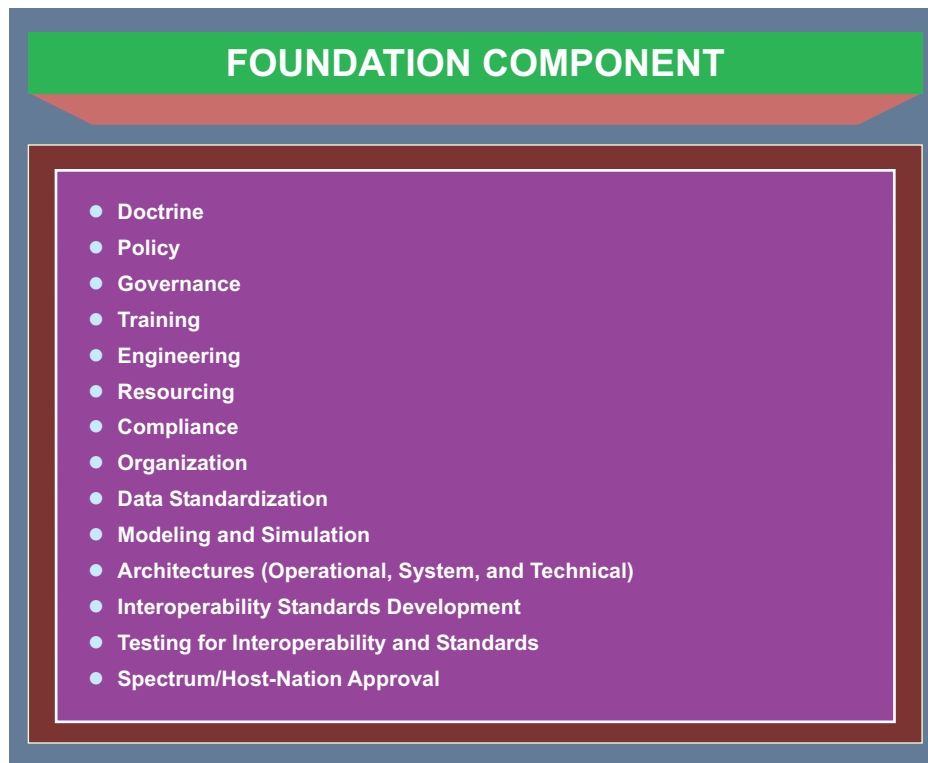 FOUNDATION COMPONENT
Doctrine
Policy
Governance
Training
Engineering
Resourcing
Compliance
Organization
Data Standardization
Modeling and Simulation
Architectures (Operational, System, and Technical)
Interoperability Standards Development
Testing for Interoperability and Standards
Spectrum/Host-Nation Approval